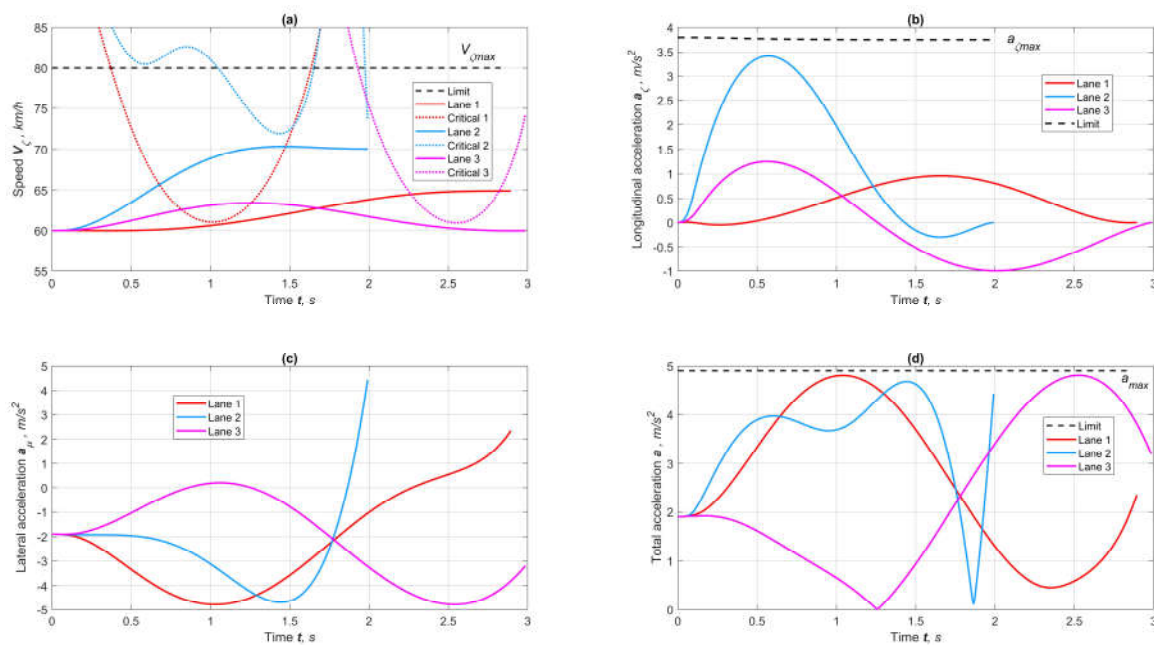 (a)
85
80
75
70
65
60
55
Speed Vζ , km/h
Vζmax
Limit
Lane 1
Critical 1
Lane 2
Critical 2
Lane 3
Critical 3
0 0.5 1 1.5 2 2.5 3
Time t, s
(b)
4
3.5
3
2.5
2
1.5
1
0.5
0
-0.5
-1
Longitudinal acceleration aζ , m/s²
aζmax
Lane 1
Lane 2
Lane 3
Limit
0 0.5 1 1.5 2 2.5 3
Time t, s
(c)
5
4
3
2
1
0
-1
-2
-3
-4
-5
Lateral acceleration aμ , m/s²
Lane 1
Lane 2
Lane 3
0 0.5 1 1.5 2 2.5 3
Time t, s
(d)
5
4
3
2
1
0
Total acceleration a , m/s²
amax
Limit
Lane 1
Lane 2
Lane 3
0 0.5 1 1.5 2 2.5 3
Time t, s